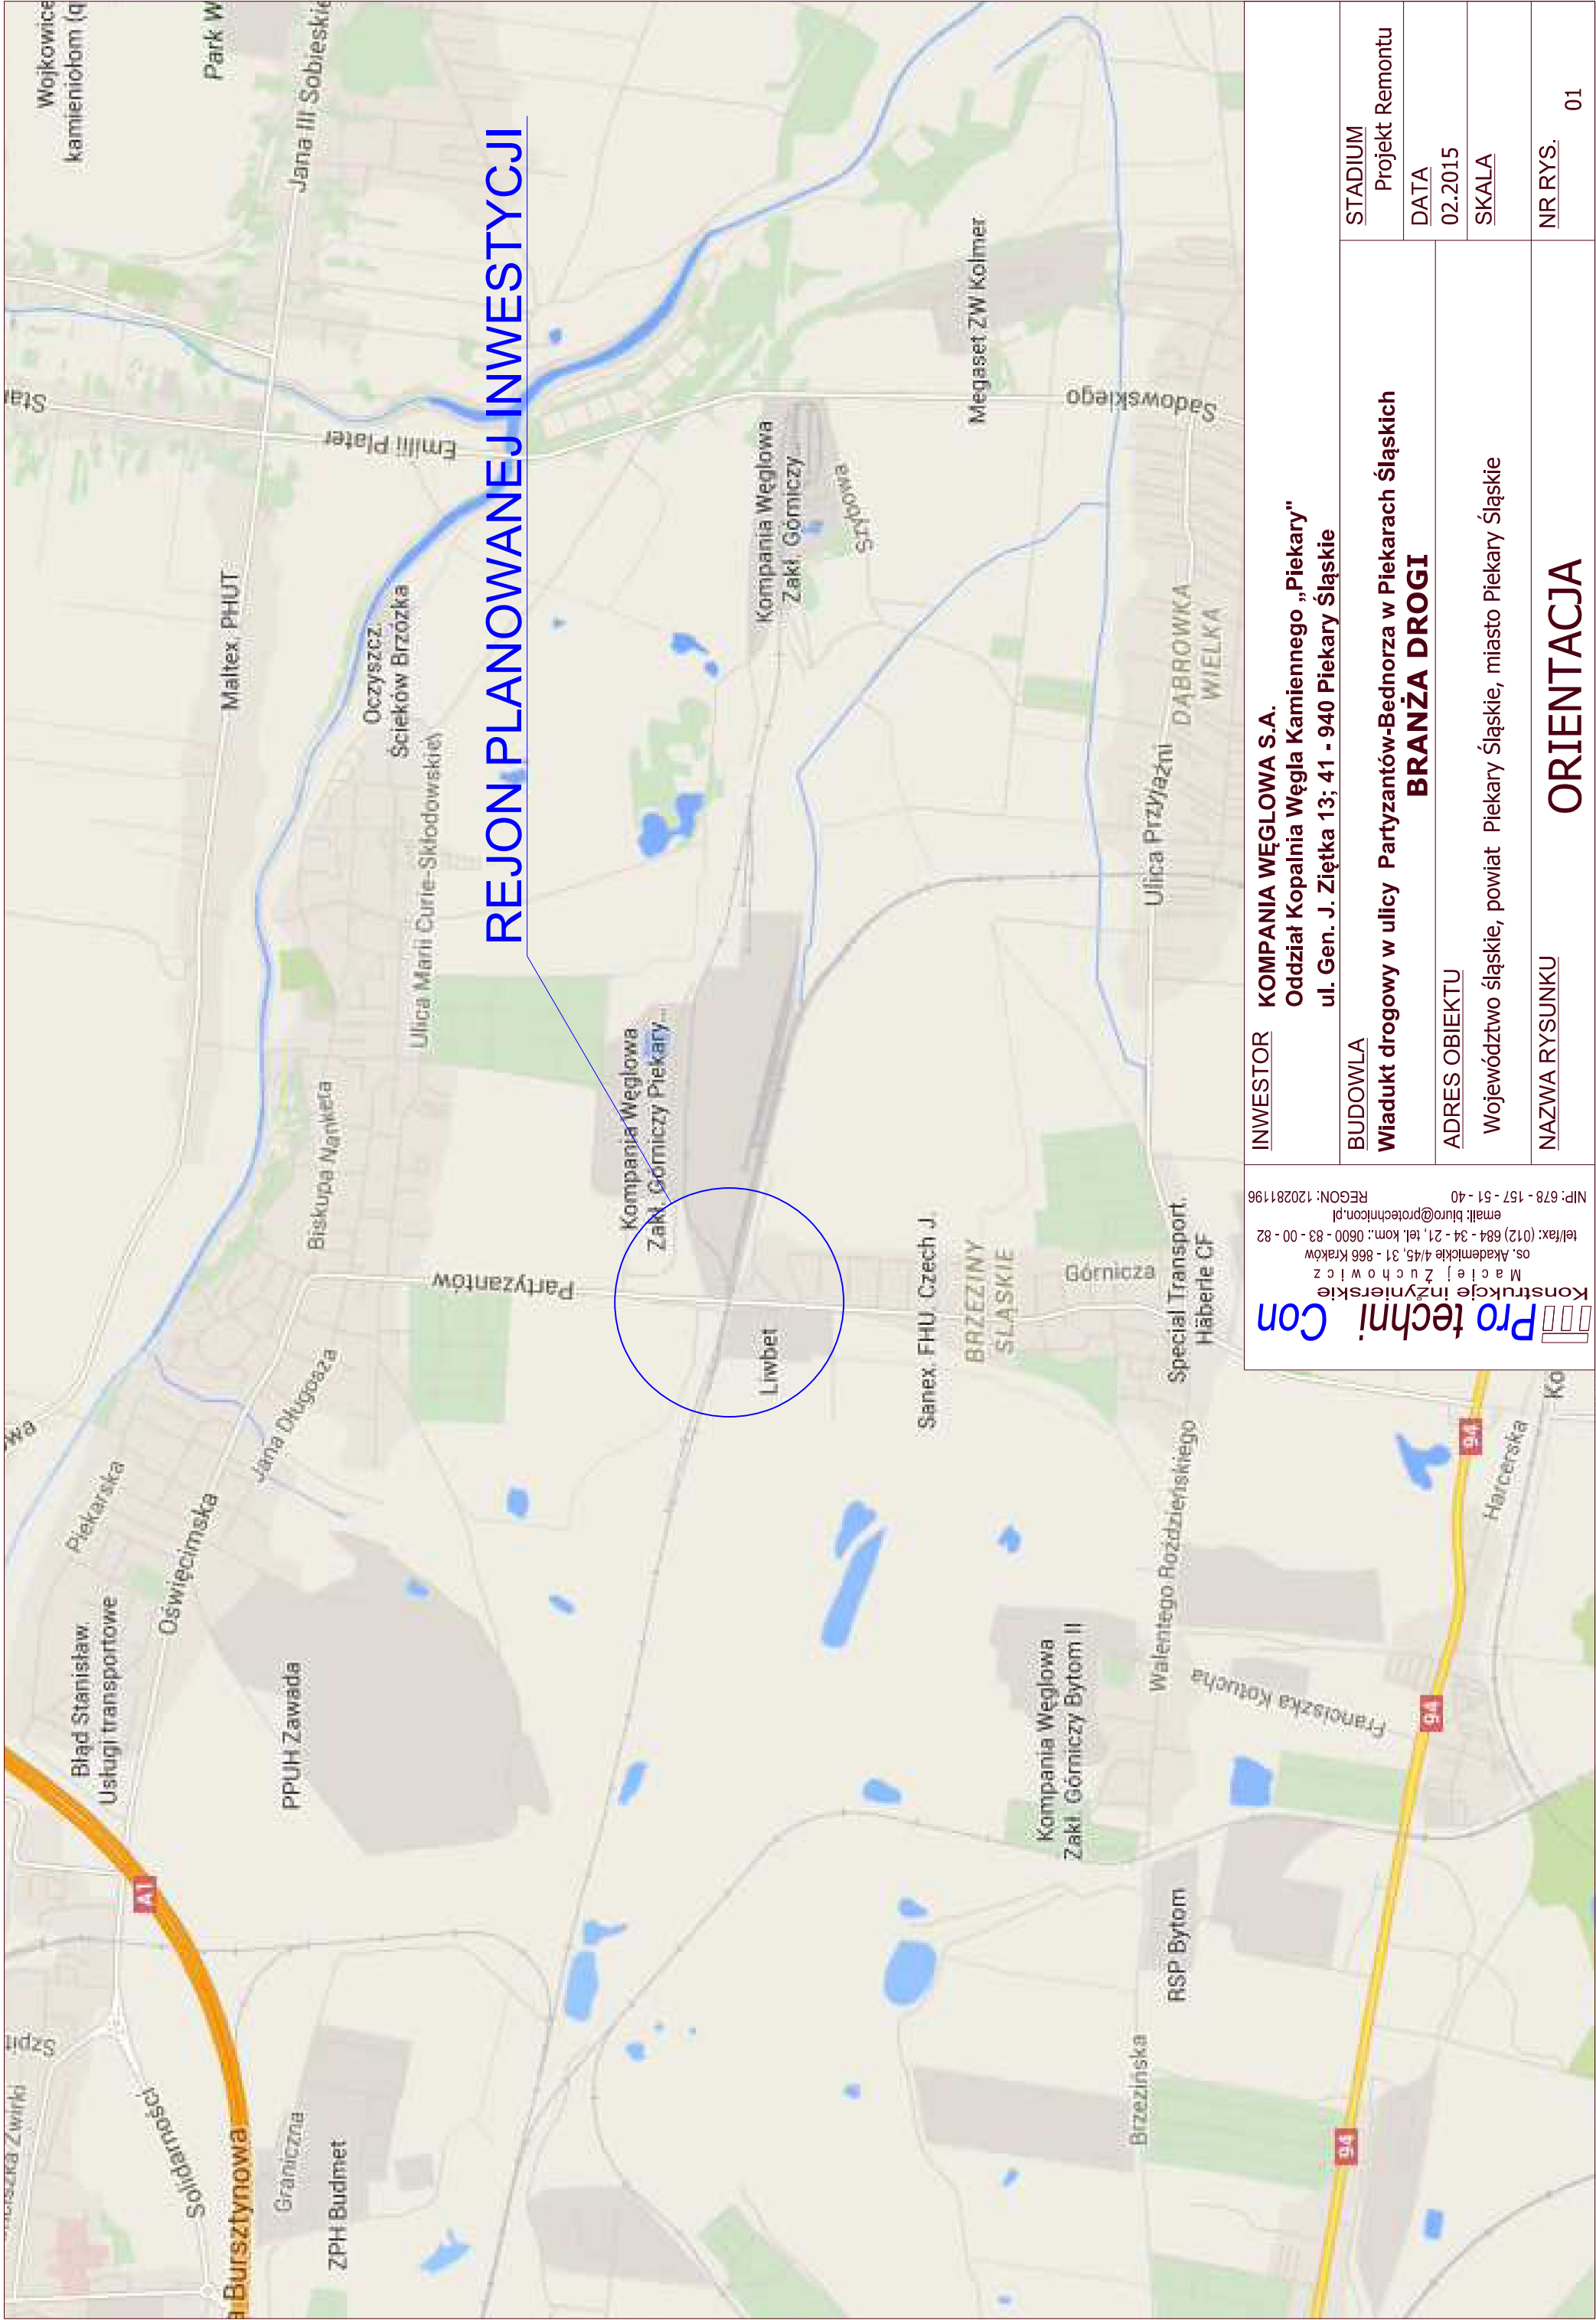 Wojkowice
kamieniołom (q
Park W
Jana III Sobieskie
Star
Emilii Plater
Maltex. PHUT
Oczyszcz.
Ścieków Brzózka
Ulica Marii Curie-Skłodowskiej
Biskupa Nankera
Partyzantów
Jana Długosza
Piekarska
Oświęcimska
Błąd Stanisław.
Usługi transportowe
PPUH Zawada
A1
Szpit
Solidarności
a Bursztynowa
Graniczna
ZPH Budmet
REJON PLANOWANEJ INWESTYCJI
Kompania Węglowa
Zakł. Górniczy Piekary...
Liwbet
Kompania Węglowa
Zakł. Górniczy...
Szybowa
Megaset ZW Kolmer
Sadowskiego
DĄBRÓWKA
WIELKA
Ulica Przyjaźni
Sanex. FHU. Czech J.
BRZEZINY
ŚLĄSKIE
Górnicza
Special Transport.
Häberle CF
Walentego Roździeńskiego
Kompania Węglowa
Zakł. Górniczy Bytom II
Franciszka Kotucha
RSP Bytom
Brzezińska
94
94
94
Harcerska
Ko
Pro techni Con
Konstrukcje inżynierskie
Maciej Żuchowicz
os. Akademickie 4/45, 31 - 866 Kraków
tel/fax: (012) 684 - 34 - 21, tel. kom.: 0600 - 83 - 00 - 82
email: biuro@protechnicon.pl
NIP: 678 - 157 - 51 - 40 REGON: 120281196
INWESTOR KOMPANIA WĘGLOWA S.A.
Oddział Kopalnia Węgla Kamiennego „Piekary"
ul. Gen. J. Ziętka 13; 41 - 940 Piekary Śląskie
BUDOWLA
Wiadukt drogowy w ulicy Partyzantów-Bednorza w Piekarach Śląskich
BRANŻA DROGI
ADRES OBIEKTU
Województwo śląskie, powiat Piekary Śląskie, miasto Piekary Śląskie
NAZWA RYSUNKU
ORIENTACJA
STADIUM
Projekt Remontu
DATA
02.2015
SKALA
NR RYS.
01